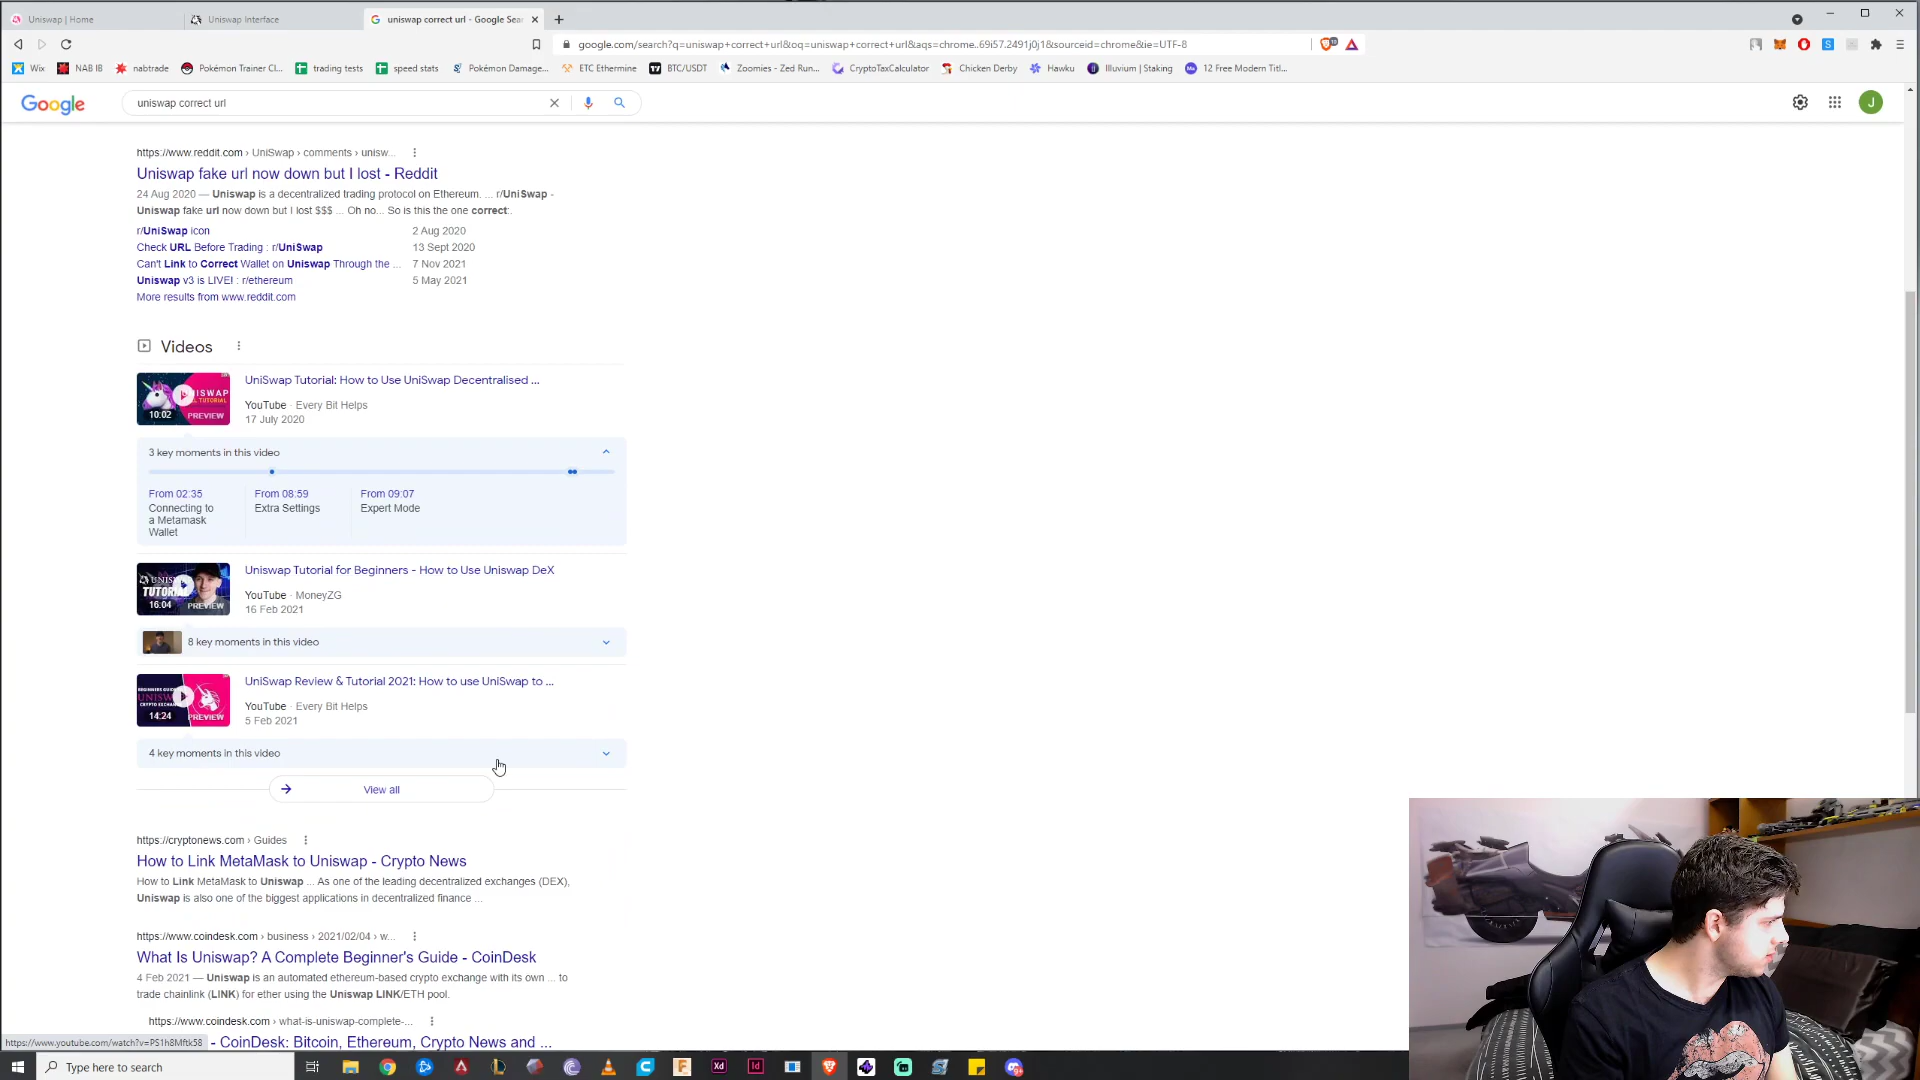 Uniswap | Home
Uniswap Interface
uniswap correct url - Google Sea
google.com/search?q=uniswap+correct+url&oq=uniswap+correct+url&aqs=chrome..69i57.2491j0j1&sourceid=chrome&ie=UTF-8
Wix NAB IB nabtrade Pokémon Trainer Cl... trading tests speed stats Pokémon Damage... ETC Ethermine BTC/USDT Zoomies - Zed Run... CryptoTaxCalculator Chicken Derby Hawku Illuvium | Staking 12 Free Modern Titl...
Google
uniswap correct url
J
https://www.reddit.com › UniSwap › comments › unisw...
Uniswap fake url now down but I lost - Reddit
24 Aug 2020 — Uniswap is a decentralized trading protocol on Ethereum. ... r/UniSwap -
Uniswap fake url now down but I lost $$$ ... Oh no... So is this the one correct:.
r/UniSwap icon 2 Aug 2020
Check URL Before Trading : r/UniSwap 13 Sept 2020
Can't Link to Correct Wallet on Uniswap Through the ... 7 Nov 2021
Uniswap v3 is LIVE! : r/ethereum 5 May 2021
More results from www.reddit.com
Videos
UniSwap Tutorial: How to Use UniSwap Decentralised ...
YouTube · Every Bit Helps
17 July 2020
10:02 PREVIEW
3 key moments in this video
From 02:35 From 08:59 From 09:07
Connecting to a Metamask Wallet
Extra Settings
Expert Mode
Uniswap Tutorial for Beginners - How to Use Uniswap DeX
YouTube · MoneyZG
16 Feb 2021
TUTORIAL
16:04 PREVIEW
8 key moments in this video
UniSwap Review & Tutorial 2021: How to use UniSwap to ...
YouTube · Every Bit Helps
5 Feb 2021
14:24 PREVIEW
4 key moments in this video
View all
https://cryptonews.com › Guides
How to Link MetaMask to Uniswap - Crypto News
How to Link MetaMask to Uniswap ... As one of the leading decentralized exchanges (DEX),
Uniswap is also one of the biggest applications in decentralized finance ...
https://www.coindesk.com › business › 2021/02/04 › w...
What Is Uniswap? A Complete Beginner's Guide - CoinDesk
4 Feb 2021 — Uniswap is an automated ethereum-based crypto exchange with its own ... to
trade chainlink (LINK) for ether using the Uniswap LINK/ETH pool.
https://www.coindesk.com › what-is-uniswap-complete-...
- CoinDesk: Bitcoin, Ethereum, Crypto News and ...
https://www.youtube.com/watch?v=PS1h8Mftk58
Type here to search
Xd
Id